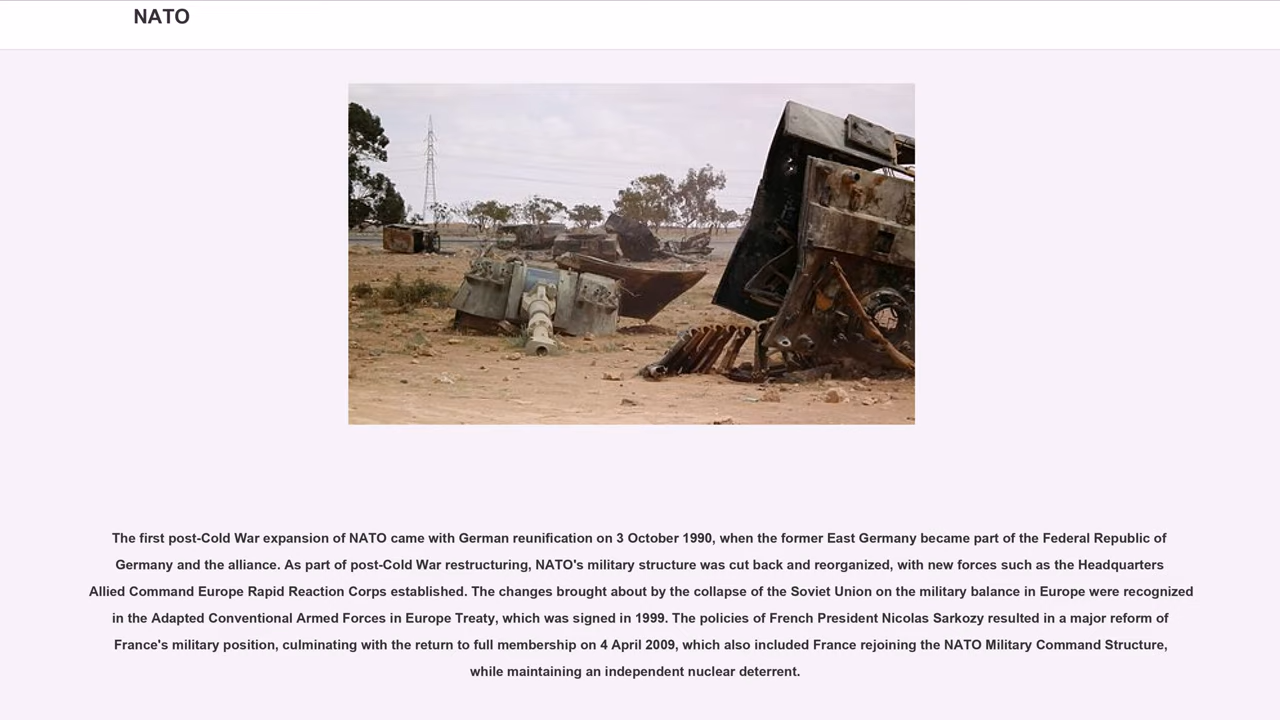 NATO
The first post-Cold War expansion of NATO came with German reunification on 3 October 1990, when the former East Germany became part of the Federal Republic of
Germany and the alliance. As part of post-Cold War restructuring, NATO's military structure was cut back and reorganized, with new forces such as the Headquarters
Allied Command Europe Rapid Reaction Corps established. The changes brought about by the collapse of the Soviet Union on the military balance in Europe were recognized
in the Adapted Conventional Armed Forces in Europe Treaty, which was signed in 1999. The policies of French President Nicolas Sarkozy resulted in a major reform of
France's military position, culminating with the return to full membership on 4 April 2009, which also included France rejoining the NATO Military Command Structure,
while maintaining an independent nuclear deterrent.